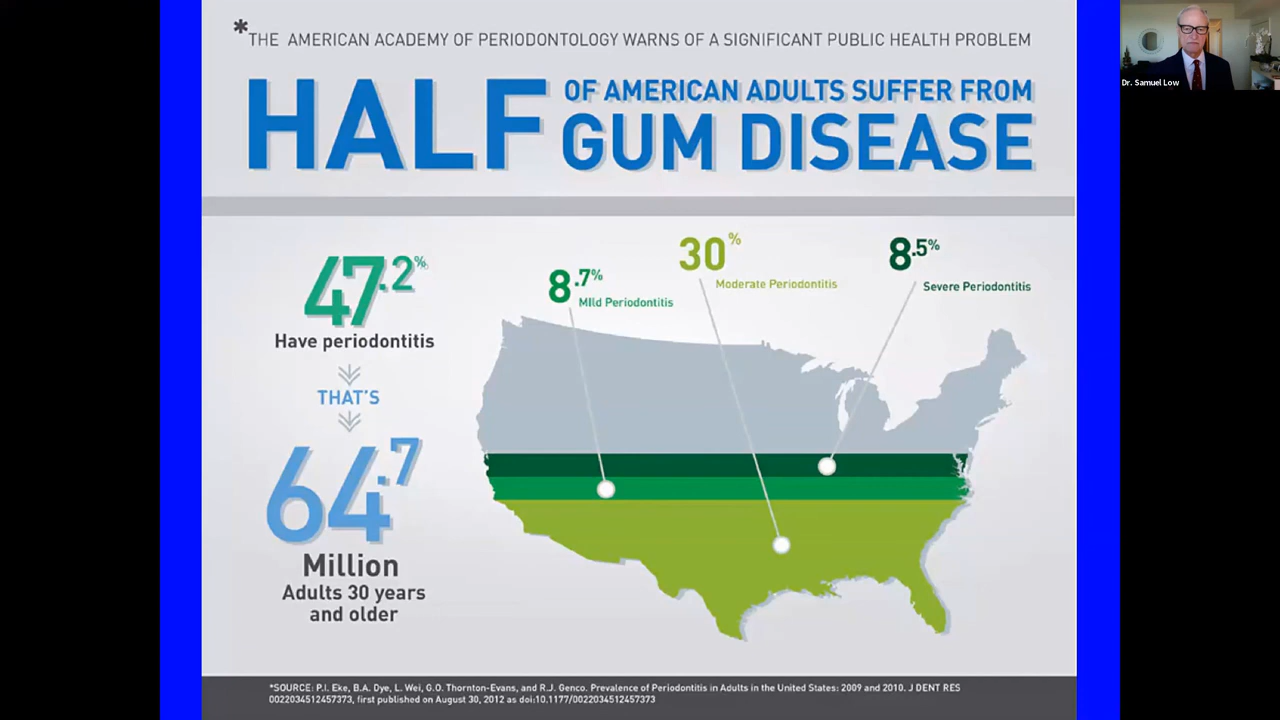 *THE AMERICAN ACADEMY OF PERIODONTOLOGY WARNS OF A SIGNIFICANT PUBLIC HEALTH PROBLEM
HALF OF AMERICAN ADULTS SUFFER FROM
GUM DISEASE
47.2%
Have periodontitis
THAT'S
64.7
Million
Adults 30 years
and older
8.7%
Mild Periodontitis
30%
Moderate Periodontitis
8.5%
Severe Periodontitis
*SOURCE: P.I. Eke, B.A. Dye, L. Wei, G.O. Thornton-Evans, and R.J. Genco. Prevalence of Periodontitis in Adults in the United States: 2009 and 2010. J DENT RES
0022034512457373, first published on August 30, 2012 as doi:10.1177/0022034512457373
Dr. Samuel Low